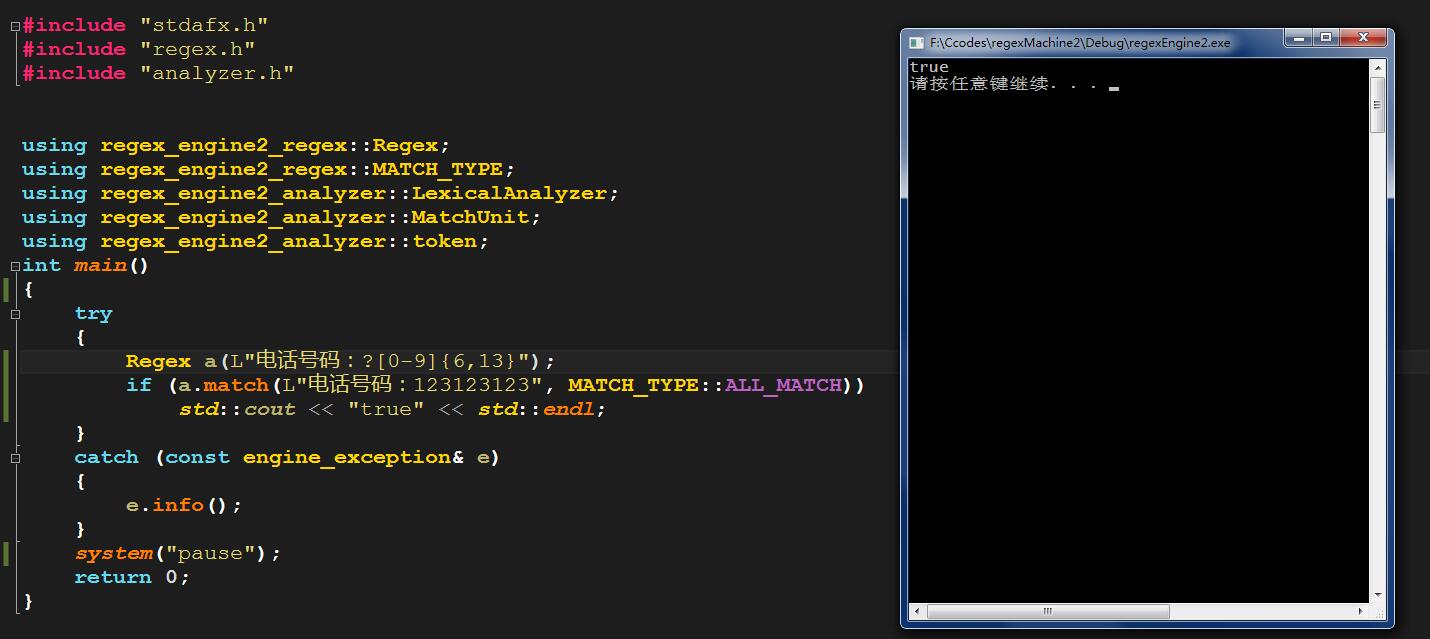 #include "stdafx.h"
#include "regex.h"
#include "analyzer.h"
using regex_engine2_regex::Regex;
using regex_engine2_regex::MATCH_TYPE;
using regex_engine2_analyzer::LexicalAnalyzer;
using regex_engine2_analyzer::MatchUnit;
using regex_engine2_analyzer::token;
int main()
{
try
{
Regex a(L"电话号码：?[0-9]{6,13}");
if (a.match(L"电话号码：123123123", MATCH_TYPE::ALL_MATCH))
std::cout << "true" << std::endl;
}
catch (const engine_exception& e)
{
e.info();
}
system("pause");
return 0;
}
F:\Ccodes\regexMachine2\Debug\regexEngine2.exe
true
请按任意键继续. . .